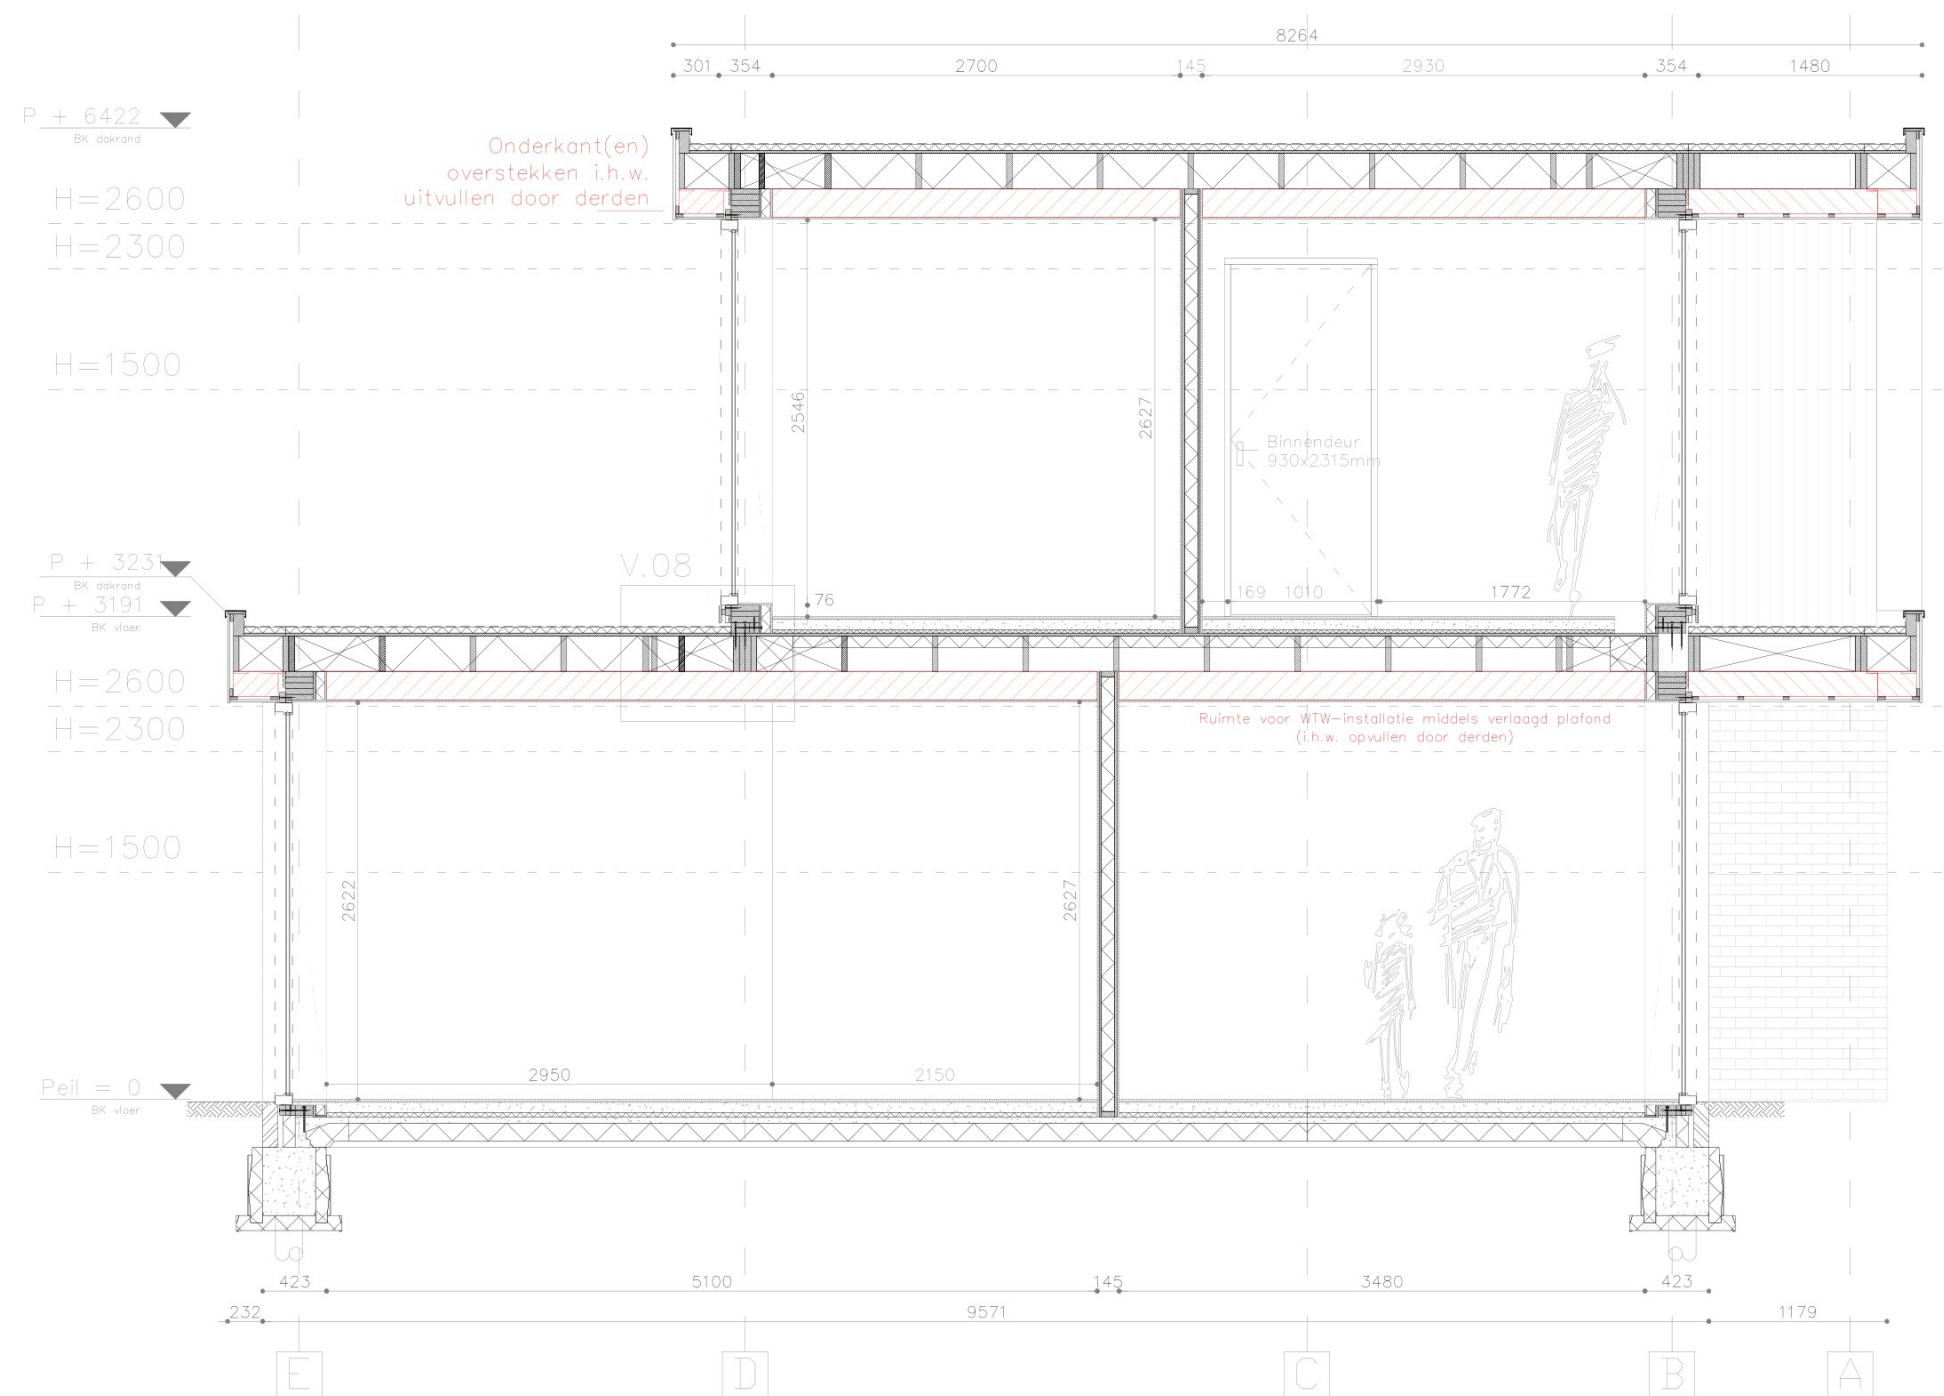 8264
301 354 2700 145 2930 354 1480
P + 6422
BK dakrand
Onderkant(en)
overstekken i.h.w.
uitvullen door derden
H=2600
H=2300
H=1500
2546
2627
Binnendeur
930x2315mm
P + 3231
BK dakrand
P + 3191
BK vloer
V.08
76
169 1010 1772
H=2600
H=2300
Ruimte voor WTW-installatie middels verlaagd plafond
(i.h.w. opvullen door derden)
H=1500
2622
2627
Peil = 0
BK vloer
2950 2150
423 5100 145 3480 423
232 9571 1179
E D C B A